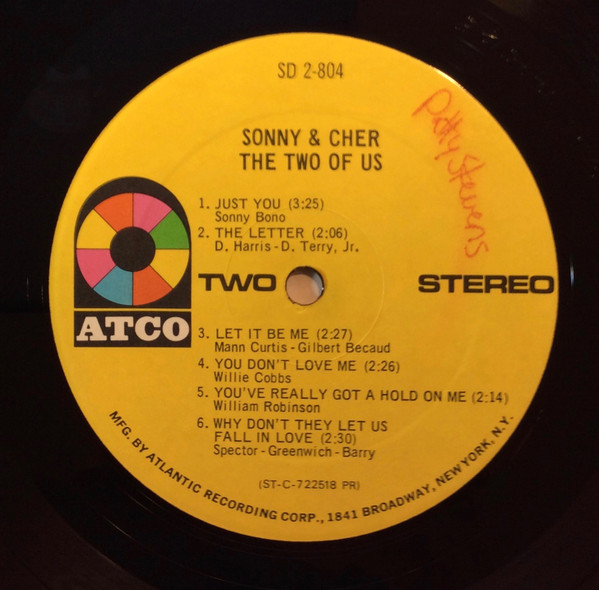 SD 2-804
SONNY & CHER
THE TWO OF US
Patty Stevens
1. JUST YOU (3:25)
Sonny Bono
2. THE LETTER (2:06)
D. Harris - D. Terry, Jr.
ATCO
TWO
STEREO
3. LET IT BE ME (2:27)
Mann Curtis - Gilbert Becaud
4. YOU DON'T LOVE ME (2:26)
Willie Cobbs
5. YOU'VE REALLY GOT A HOLD ON ME (2:14)
William Robinson
6. WHY DON'T THEY LET US
FALL IN LOVE (2:30)
Spector - Greenwich - Barry
(ST-C-722518 PR)
MFG. BY ATLANTIC RECORDING CORP., 1841 BROADWAY, NEW YORK, N.Y.